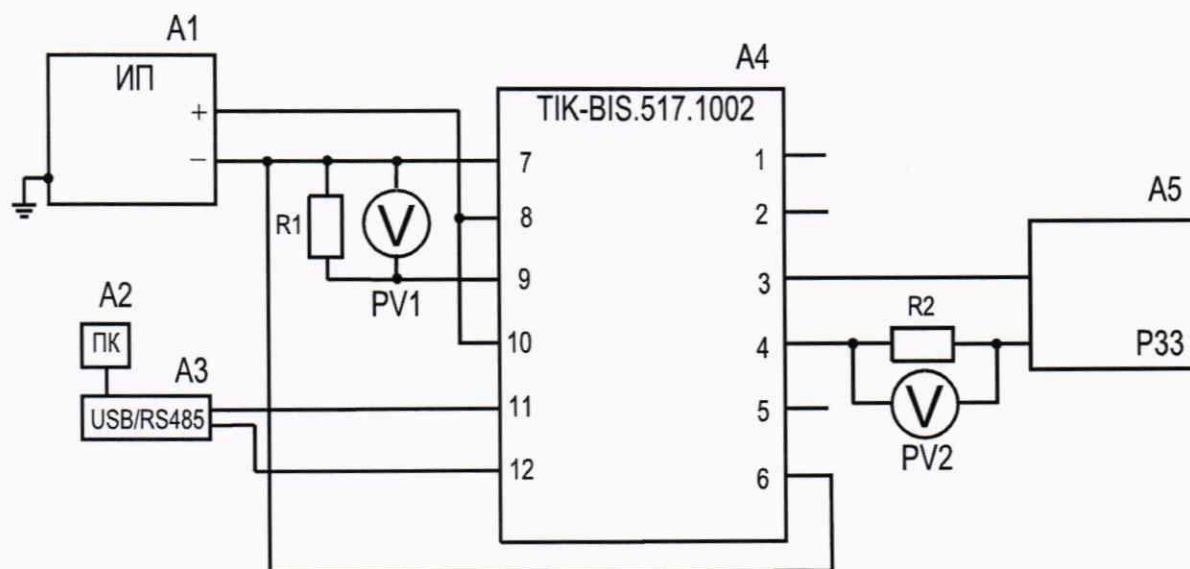 A1
ИП
+
−
A4
TIK-BIS.517.1002
7
8
9
10
11
12
1
2
3
4
5
6
R1
V
PV1
A2
ПК
A3
USB/RS485
A5
P33
R2
V
PV2